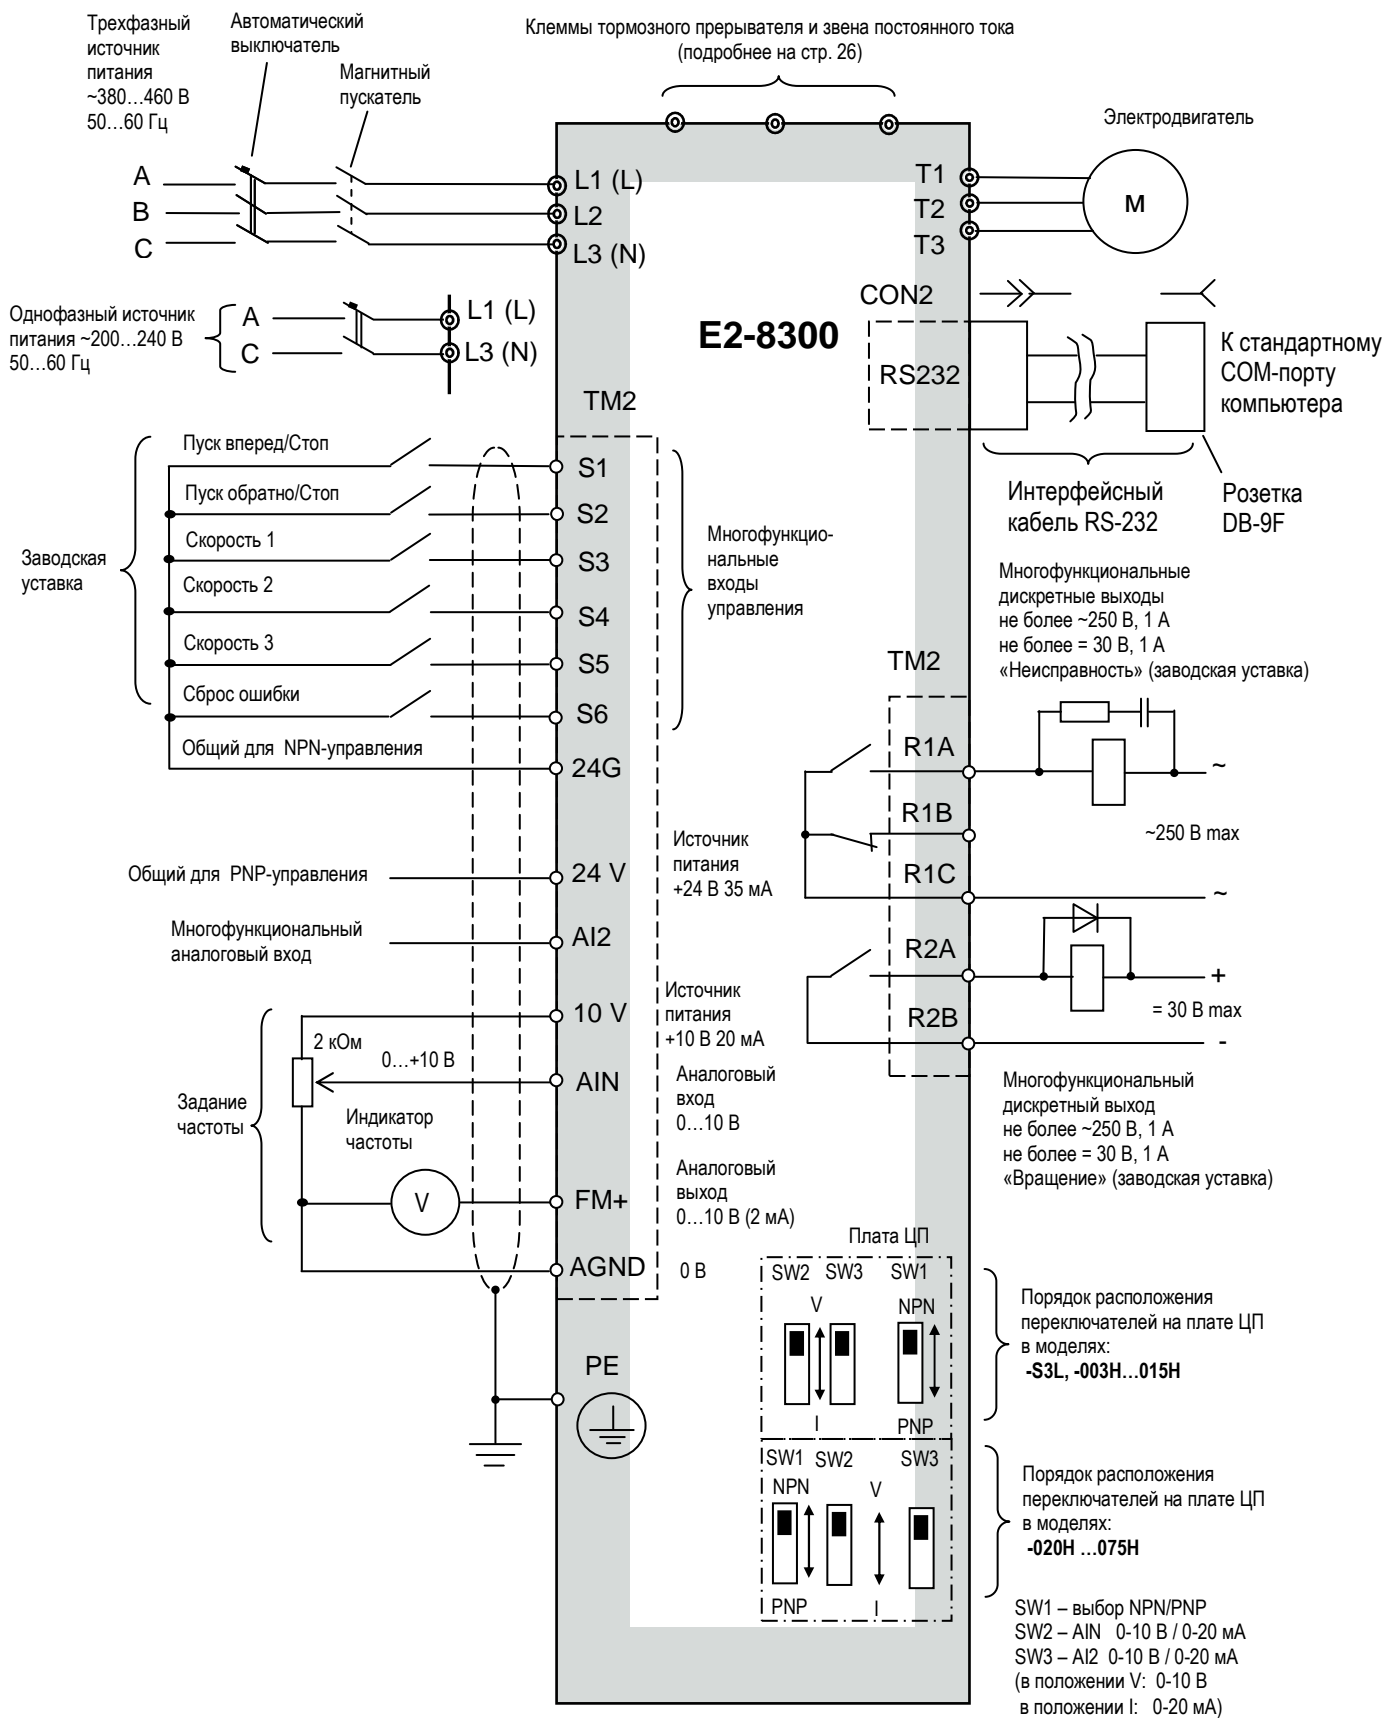 Трехфазный
источник
питания
~380…460 В
50…60 Гц
Автоматический
выключатель
Магнитный
пускатель
Клеммы тормозного прерывателя и звена постоянного тока
(подробнее на стр. 26)
Электродвигатель
A
B
C
L1 (L)
L2
L3 (N)
T1
T2
T3
M
Однофазный источник
питания ~200…240 В
50…60 Гц
A
C
L1 (L)
L3 (N)
E2-8300
CON2
RS232
К стандартному
COM-порту
компьютера
Интерфейсный
кабель RS-232
Розетка
DB-9F
TM2
Заводская
уставка
Пуск вперед/Стоп
S1
Пуск обратно/Стоп
S2
Скорость 1
S3
Скорость 2
S4
Скорость 3
S5
Сброс ошибки
S6
Общий для NPN-управления
24G
Многофункцио-
нальные
входы
управления
Общий для PNP-управления
24 V
Источник
питания
+24 В 35 мА
Многофункциональный
аналоговый вход
AI2
10 V
Источник
питания
+10 В 20 мА
Задание
частоты
2 кОм
0…+10 В
AIN
Аналоговый
вход
0…10 В
Индикатор
частоты
V
FM+
Аналоговый
выход
0…10 В (2 мА)
AGND
0 В
PE
Многофункциональные
дискретные выходы
не более ~250 В, 1 А
не более = 30 В, 1 А
«Неисправность» (заводская уставка)
TM2
R1A
~
R1B
~250 В max
R1C
~
R2A
+
= 30 В max
R2B
-
Многофункциональный
дискретный выход
не более ~250 В, 1 А
не более = 30 В, 1 А
«Вращение» (заводская уставка)
Плата ЦП
SW2 SW3 SW1
V
NPN
I
PNP
Порядок расположения
переключателей на плате ЦП
в моделях:
-S3L, -003H…015H
SW1 SW2 SW3
NPN
V
PNP
I
Порядок расположения
переключателей на плате ЦП
в моделях:
-020H …075H
SW1 – выбор NPN/PNP
SW2 – AIN 0-10 В / 0-20 мА
SW3 – AI2 0-10 В / 0-20 мА
(в положении V: 0-10 В
в положении I: 0-20 мА)